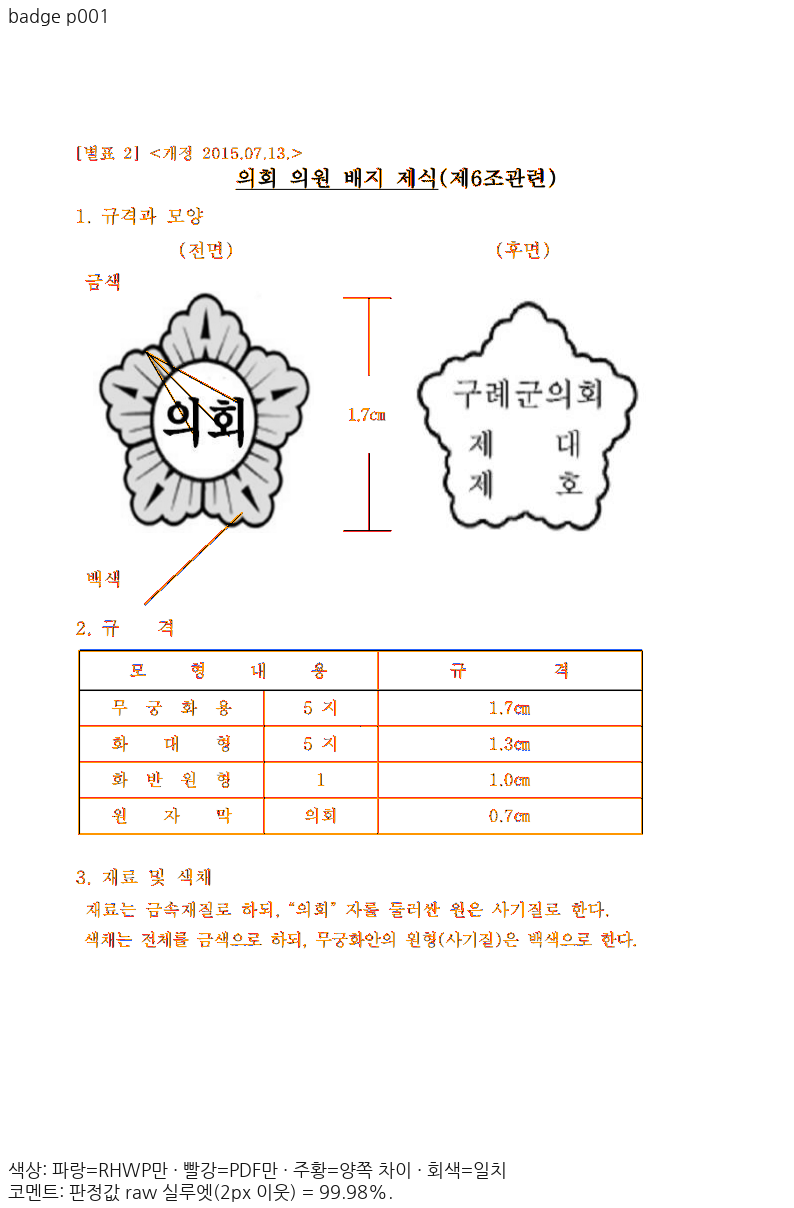 badge p001
[별표 2] <개정 2015.07.13.>
의회 의원 배지 제식(제6조관련)
1. 규격과 모양
(전면) (후면)
금색
의회
1.7㎝
구례군의회
제 대
제 호
백색
2. 규 격
모 형 내 용 규 격
무 궁 화 용 5 지 1.7㎝
화 대 형 5 지 1.3㎝
화 반 원 형 1 1.0㎝
원 자 막 의회 0.7㎝
3. 재료 및 색채
재료는 금속재질로 하되, “의회” 자를 둘러싼 원은 사기질로 한다.
색채는 전체를 금색으로 하되, 무궁화안의 원형(사기질)은 백색으로 한다.
색상: 파랑=RHWP만 · 빨강=PDF만 · 주황=양쪽 차이 · 회색=일치
코멘트: 판정값 raw 실루엣(2px 이웃) = 99.98%.